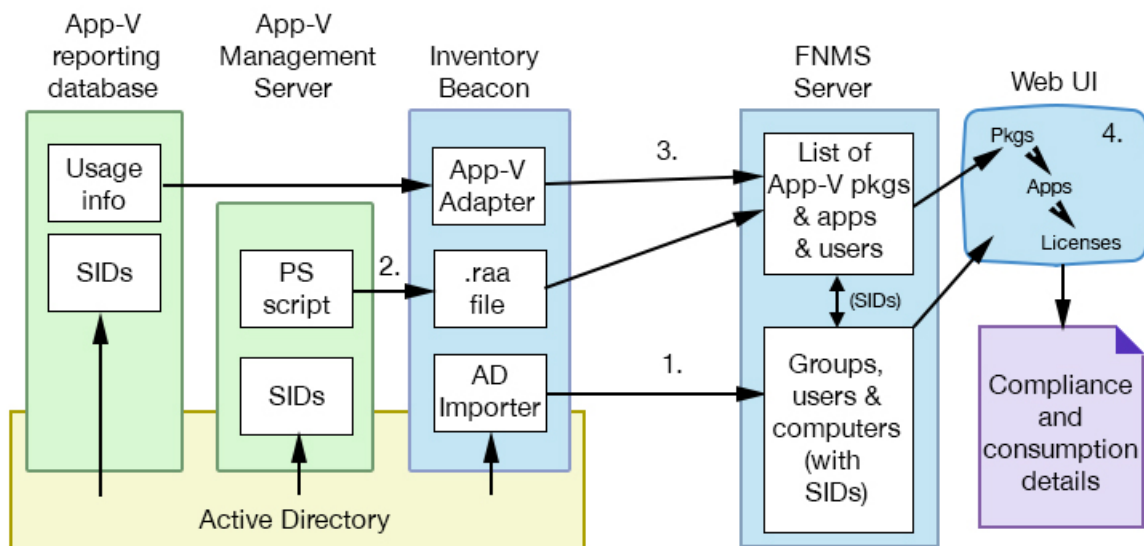 App-V
reporting
database
App-V
Management
Server
Inventory
Beacon
FNMS
Server
Web UI
Usage
info
SIDs
PS
script
SIDs
2.
App-V
Adapter
.raa
file
AD
Importer
3.
1.
List of
App-V pkgs
& apps
& users
(SIDs)
Groups,
users &
computers
(with
SIDs)
4.
Pkgs
Apps
Licenses
Compliance
and
consumption
details
Active Directory